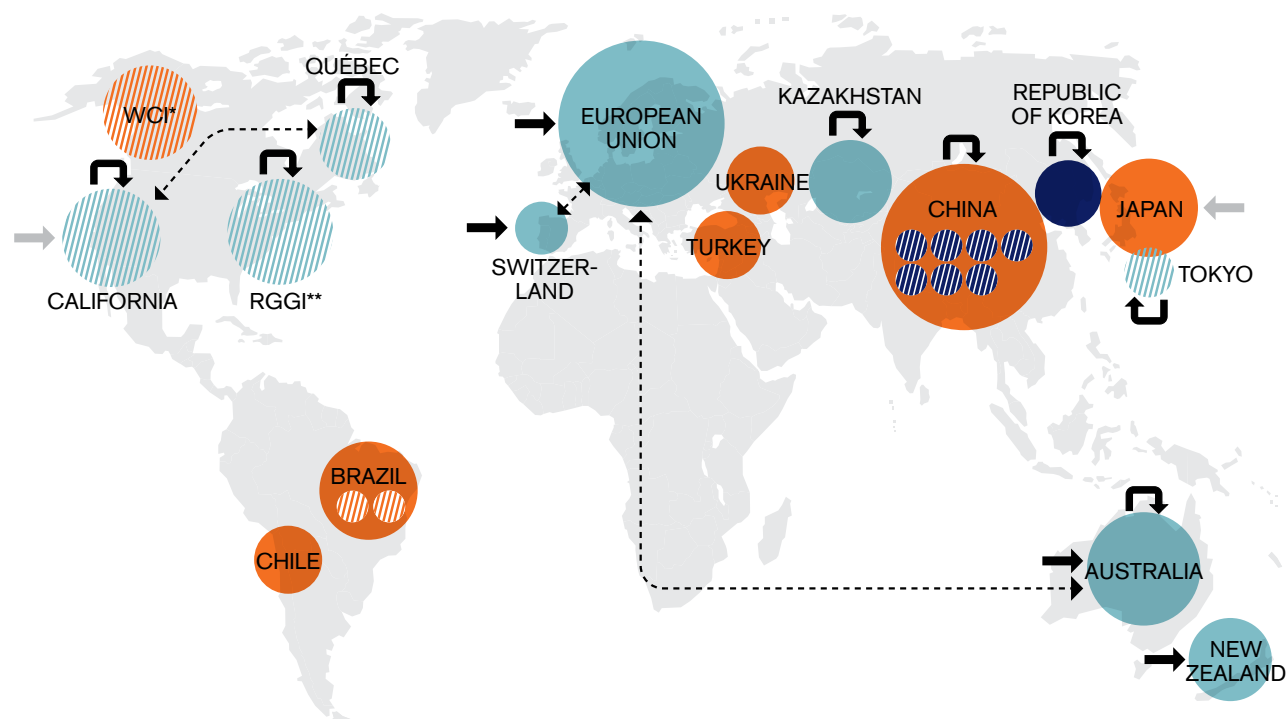 QUÉBEC
WCI*
CALIFORNIA
RGGI**
EUROPEAN
UNION
SWITZER-
LAND
UKRAINE
TURKEY
KAZAKHSTAN
CHINA
REPUBLIC
OF KOREA
JAPAN
TOKYO
BRAZIL
CHILE
AUSTRALIA
NEW
ZEALAND